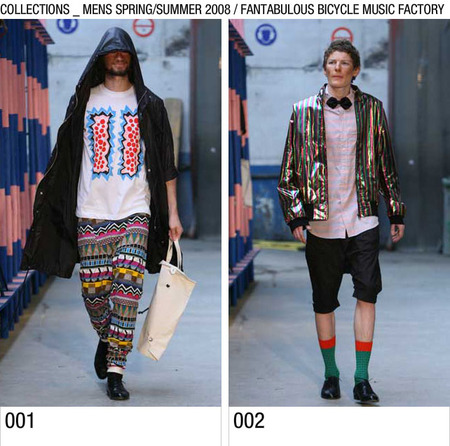 COLLECTIONS _ MENS SPRING/SUMMER 2008 / FANTABULOUS BICYCLE MUSIC FACTORY
001
002